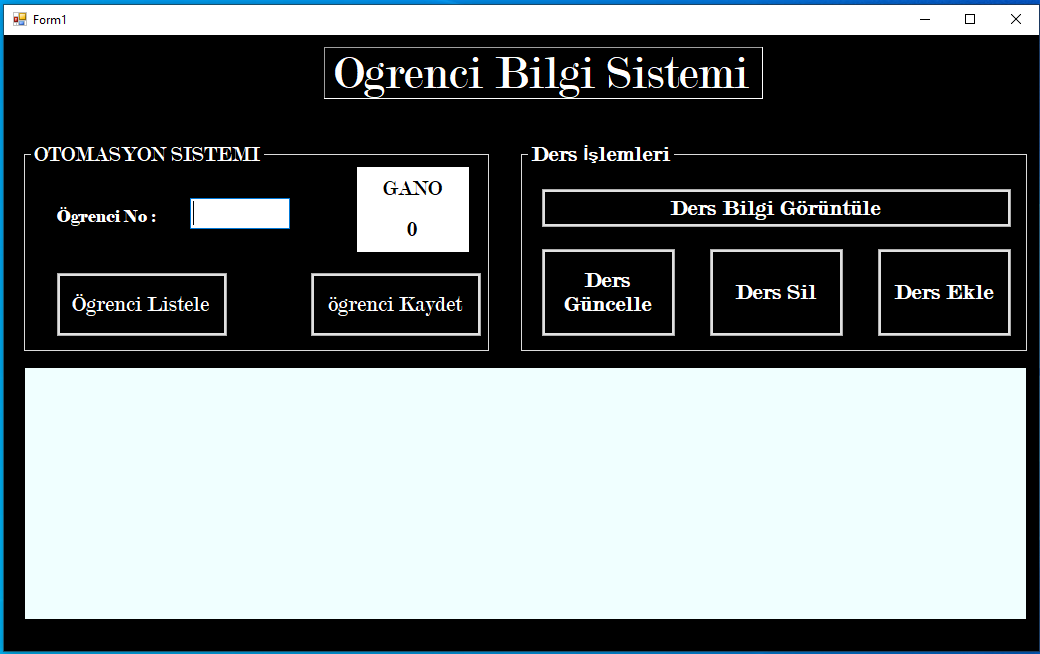 Form1
Ogrenci Bilgi Sistemi
OTOMASYON SISTEMI
GANO
Ögrenci No :
0
Ögrenci Listele
ögrenci Kaydet
Ders İşlemleri
Ders Bilgi Görüntüle
Ders
Güncelle
Ders Sil
Ders Ekle